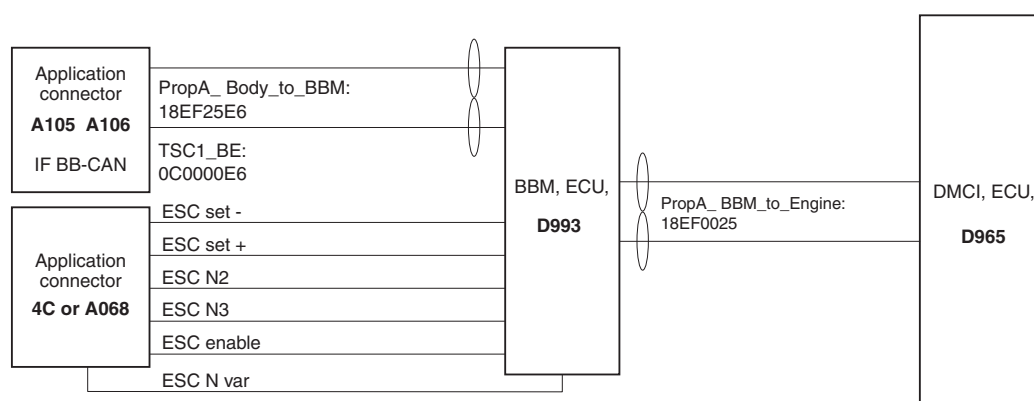 Application
connector
A105 A106
IF BB-CAN
PropA_ Body_to_BBM:
18EF25E6
TSC1_BE:
0C0000E6
Application
connector
4C or A068
ESC set -
ESC set +
ESC N2
ESC N3
ESC enable
ESC N var
BBM, ECU,
D993
PropA_ BBM_to_Engine:
18EF0025
DMCI, ECU,
D965